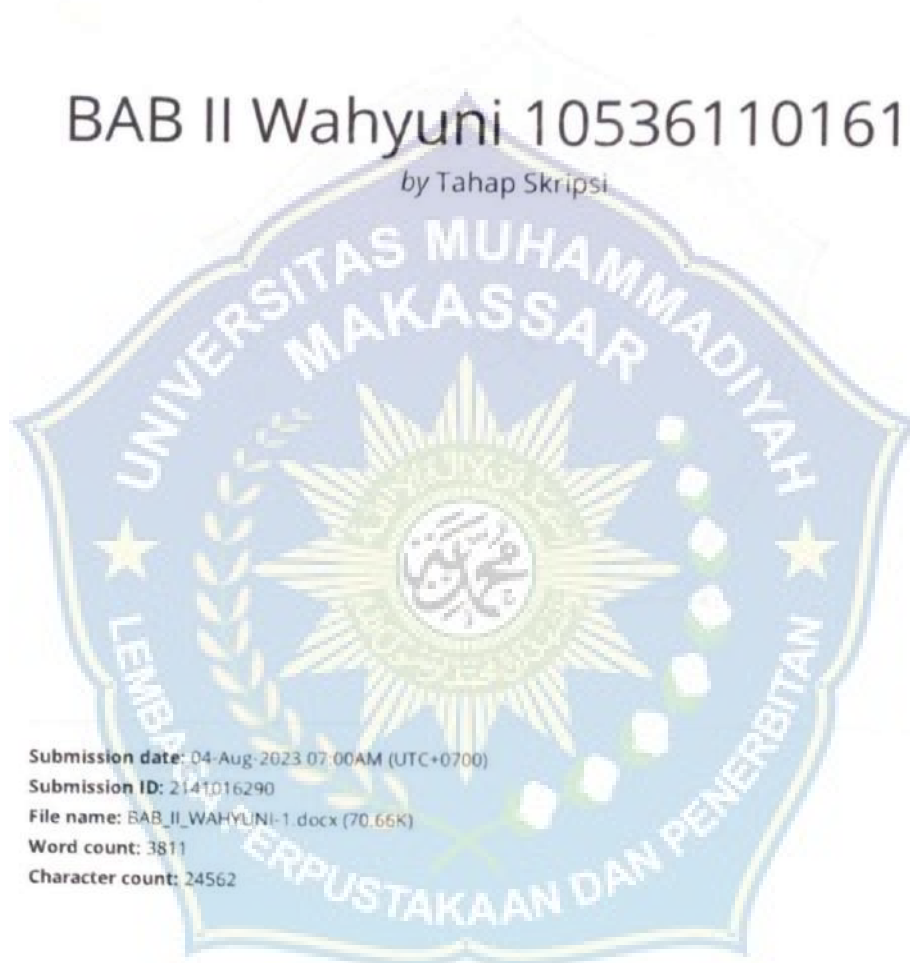 BAB II Wahyuni 10536110161
by Tahap Skripsi
UNIVERSITAS MUHAMMADIYAH
MAKASSAR
محمدية
LEMBAGA PERPUSTAKAAN DAN PENERBITAN
Submission date: 04-Aug-2023 07:00AM (UTC+0700)
Submission ID: 2141016290
File name: BAB_II_WAHYUNI-1.docx (70.66K)
Word count: 3811
Character count: 24562